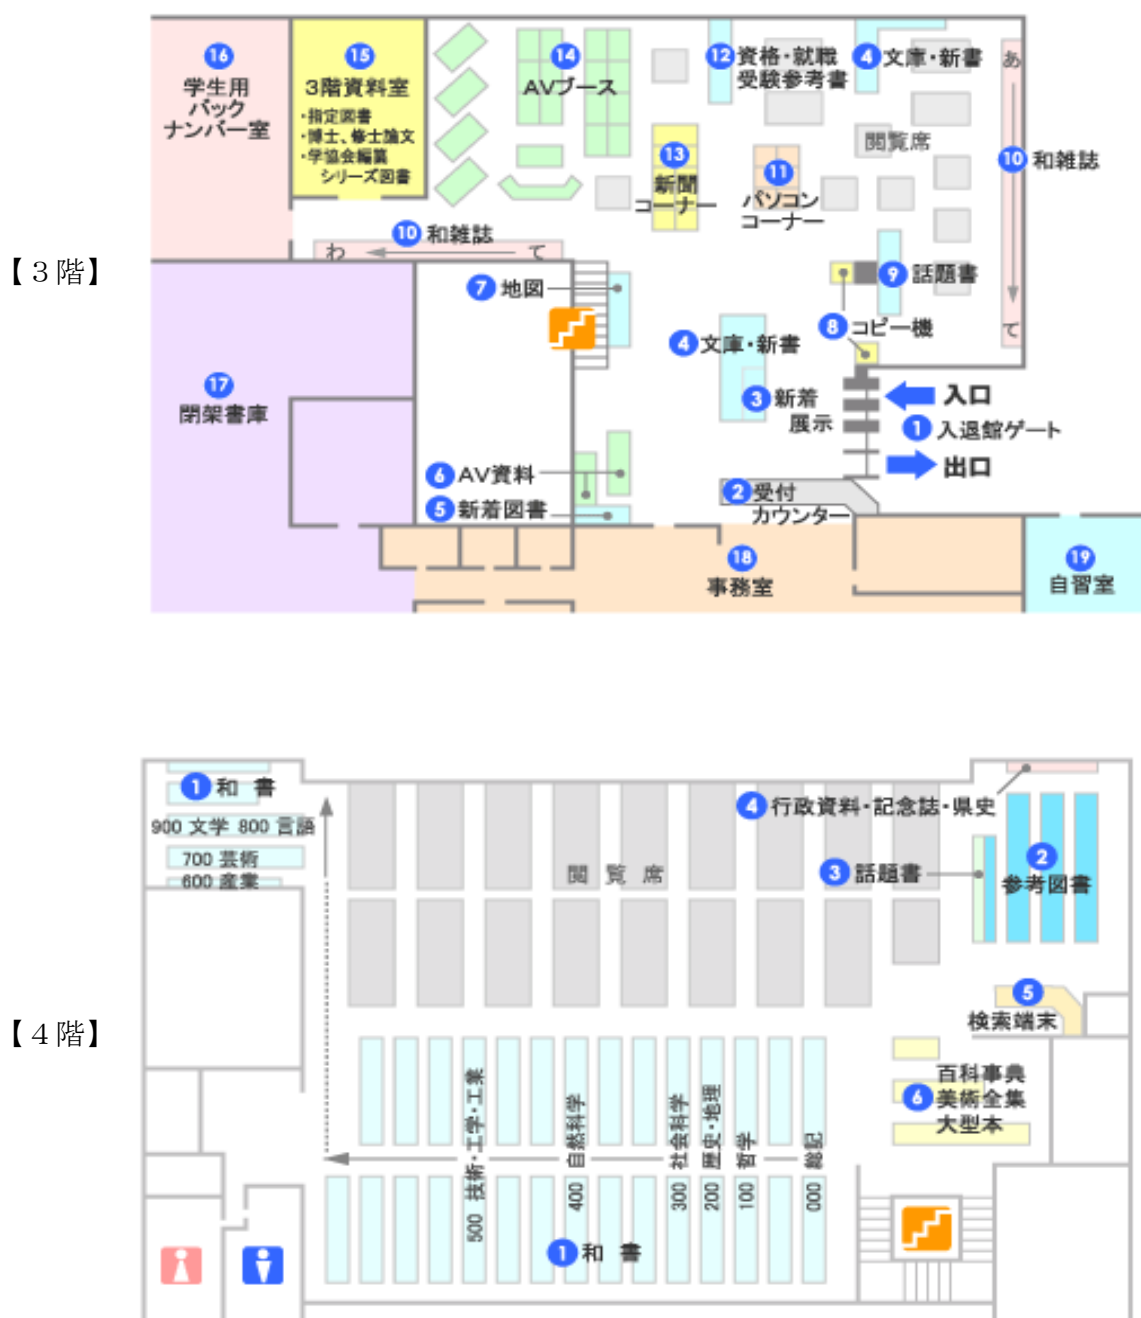 【３階】
16
学生用
バック
ナンバー室
15
3階資料室
・指定図書
・博士、修士論文
・学協会編纂
シリーズ図書
14
AVブース
12 資格・就職
受験参考書
4 文庫・新書
あ
閲覧席
10 和雑誌
て
13
新聞
コーナー
11
パソコン
コーナー
10 和雑誌
わ
て
7 地図
9 話題書
8 コピー機
4 文庫・新書
3 新着
展示
入口
1 入退館ゲート
出口
17
閉架書庫
6 AV資料
5 新着図書
2 受付
カウンター
18
事務室
19
自習室
【４階】
1 和 書
900 文学 800 言語
700 芸術
600 産業
閲 覧 席
4 行政資料・記念誌・県史
3 話題書
2
参考図書
5
検索端末
百科事典
6 美術全集
大型本
500 技術・工学・工業
400 自然科学
300 社会科学
200 歴史・地理
100 哲学
000 総記
1 和 書